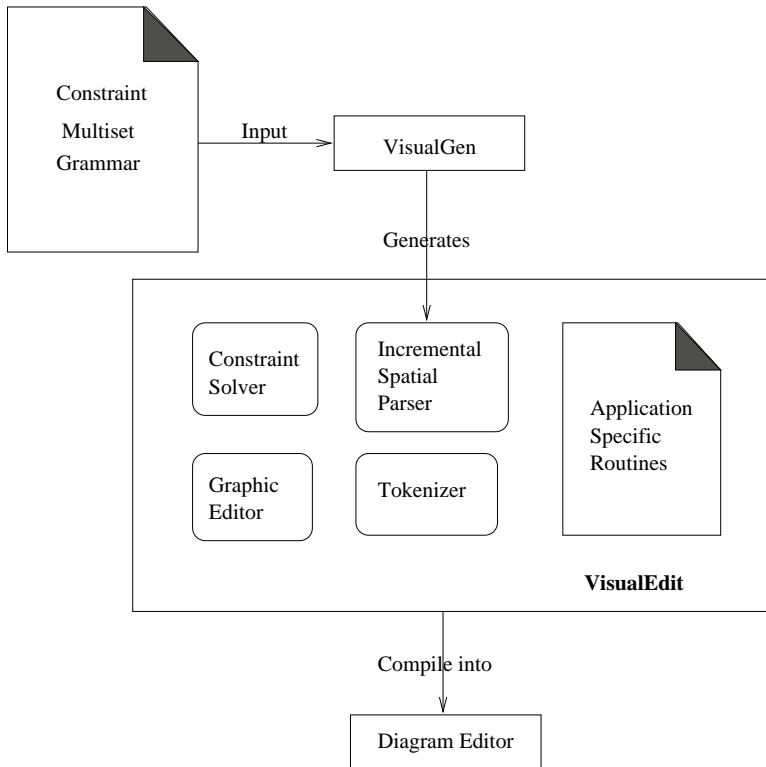 Constraint
Multiset
Grammar
Input
VisualGen
Generates
Constraint
Solver
Incremental
Spatial
Parser
Application
Specific
Routines
Graphic
Editor
Tokenizer
VisualEdit
Compile into
Diagram Editor